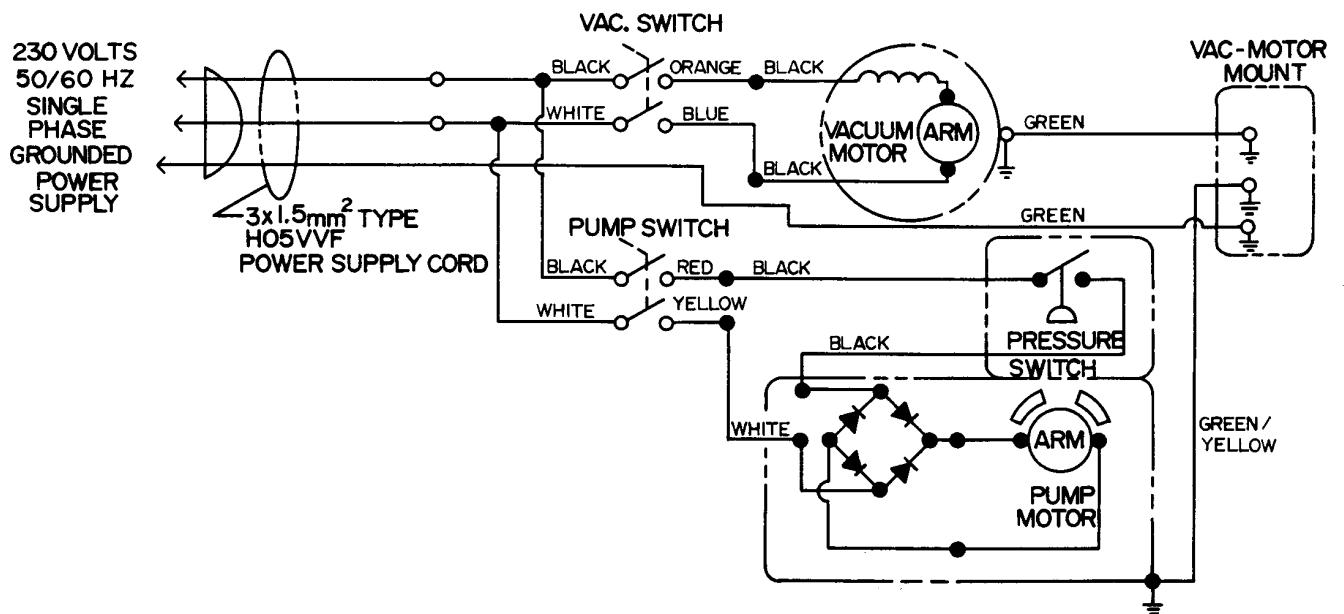 230 VOLTS
50/60 HZ
SINGLE
PHASE
GROUNDED
POWER
SUPPLY
3x1.5mm² TYPE
H05VVF
POWER SUPPLY CORD
VAC. SWITCH
BLACK
ORANGE
BLACK
WHITE
BLUE
BLACK
VACUUM
MOTOR
ARM
GREEN
VAC-MOTOR
MOUNT
GREEN
PUMP SWITCH
BLACK
RED
BLACK
WHITE
YELLOW
PRESSURE
SWITCH
BLACK
WHITE
ARM
PUMP
MOTOR
GREEN/
YELLOW